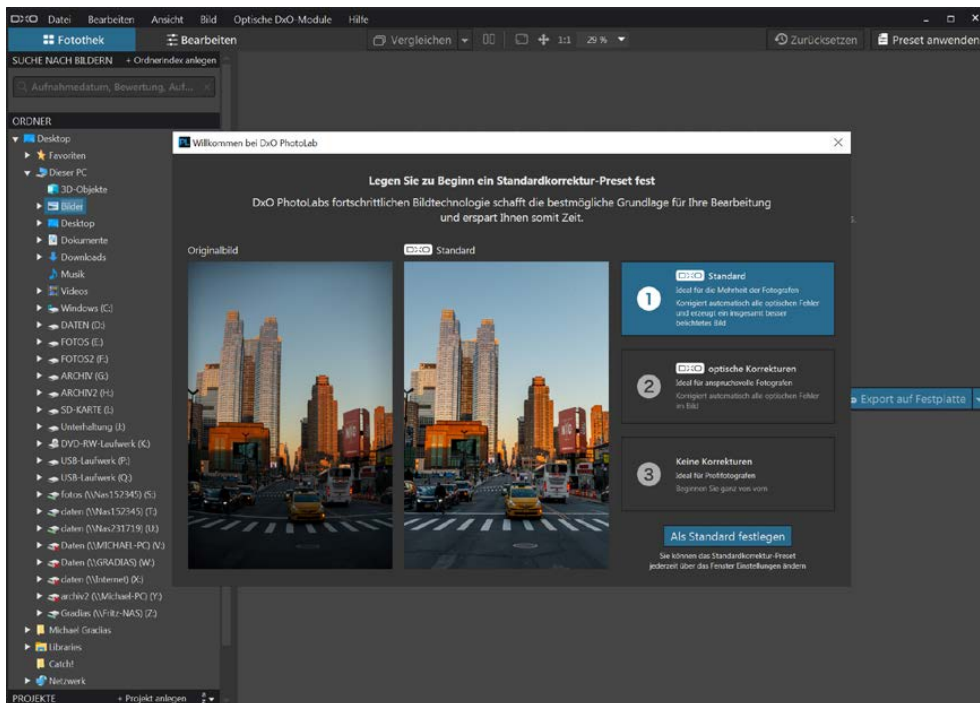 DXO Datei Bearbeiten Ansicht Bild Optische DxO-Module Hilfe
Fotothek Bearbeiten Vergleichen 1:1 29 % Zurücksetzen Preset anwenden
SUCHE NACH BILDERN + Ordnerindex anlegen
Aufnahmedatum, Bewertung, Auf...
ORDNER
Desktop
Favoriten
Dieser PC
3D-Objekte
Bilder
Desktop
Dokumente
Downloads
Musik
Videos
Windows (C:)
DATEN (D:)
FOTOS (E:)
FOTOS2 (F:)
ARCHIV (G:)
ARCHIV2 (H:)
SD-KARTE (I:)
Unterhaltung (J:)
DVD-RW-Laufwerk (K:)
USB-Laufwerk (P:)
USB-Laufwerk (Q:)
fotos (\\Nas152345) (S:)
daten (\\Nas152345) (T:)
daten (\\Nas231719) (U:)
Daten (\\MICHAEL-PC) (V:)
Daten (\\GRADIAS) (W:)
daten (\\Internet) (X:)
archiv2 (\\Michael-PC) (Y:)
Gradias (\\Fritz-NAS) (Z:)
Michael Gradias
Libraries
Catch!
Netzwerk
PROJEKTE + Projekt anlegen
Willkommen bei DxO PhotoLab
Legen Sie zu Beginn ein Standardkorrektur-Preset fest
DxO PhotoLabs fortschrittlichen Bildtechnologie schafft die bestmögliche Grundlage für Ihre Bearbeitung
und erspart Ihnen somit Zeit.
Originalbild
DXO Standard
1
DXO Standard
Ideal für die Mehrheit der Fotografen
Korrigiert automatisch alle optischen Fehler
und erzeugt ein insgesamt besser
belichtetes Bild
2
DXO optische Korrekturen
Ideal für anspruchsvolle Fotografen
Korrigiert automatisch alle optischen Fehler
im Bild
3
Keine Korrekturen
Ideal für Profifotografen
Beginnen Sie ganz von vorn
Als Standard festlegen
Sie können das Standardkorrektur-Preset
jederzeit über das Fenster Einstellungen ändern
Export auf Festplatte